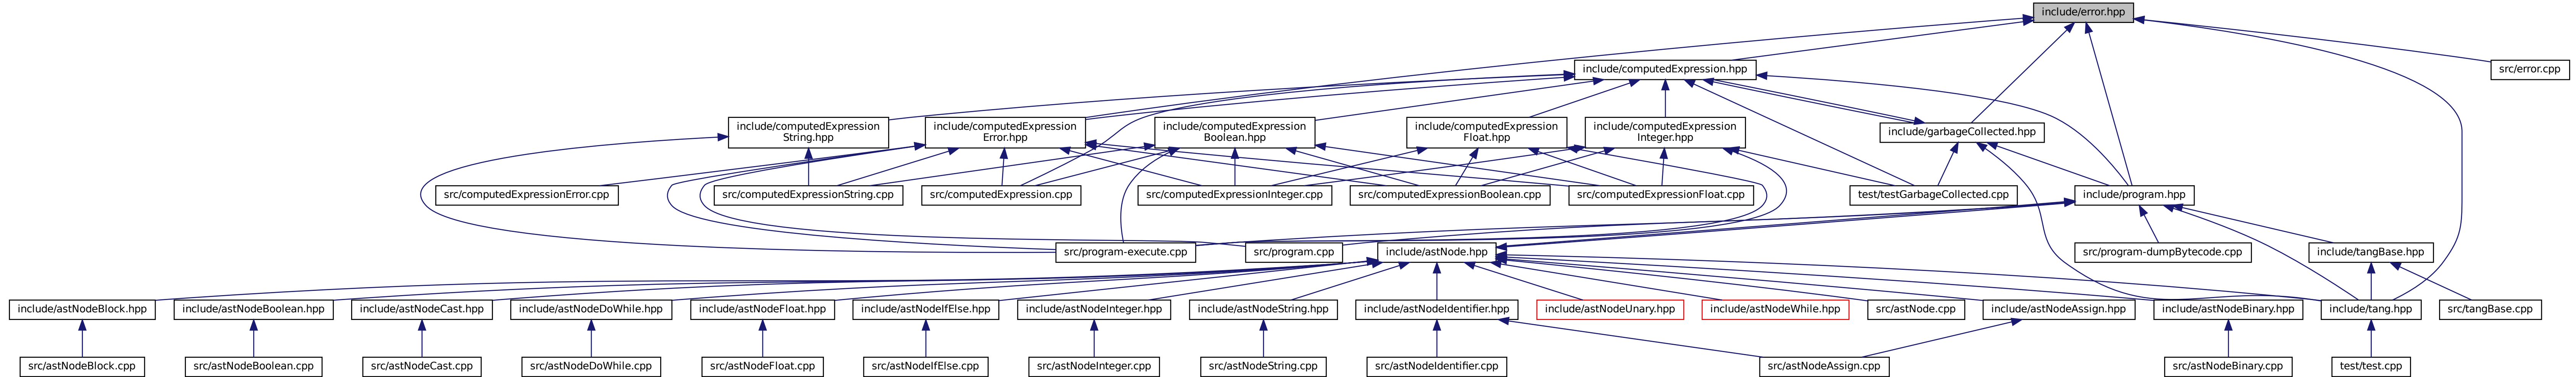 include/error.hpp
include/computedExpression.hpp
src/error.cpp
include/computedExpression
String.hpp
include/computedExpression
Error.hpp
include/computedExpression
Boolean.hpp
include/computedExpression
Float.hpp
include/computedExpression
Integer.hpp
include/garbageCollected.hpp
src/computedExpressionError.cpp
src/computedExpressionString.cpp
src/computedExpression.cpp
src/computedExpressionInteger.cpp
src/computedExpressionBoolean.cpp
src/computedExpressionFloat.cpp
test/testGarbageCollected.cpp
include/program.hpp
src/program-execute.cpp
src/program.cpp
include/astNode.hpp
src/program-dumpBytecode.cpp
include/tangBase.hpp
include/astNodeBlock.hpp
include/astNodeBoolean.hpp
include/astNodeCast.hpp
include/astNodeDoWhile.hpp
include/astNodeFloat.hpp
include/astNodeIfElse.hpp
include/astNodeInteger.hpp
include/astNodeString.hpp
include/astNodeIdentifier.hpp
include/astNodeUnary.hpp
include/astNodeWhile.hpp
src/astNode.cpp
include/astNodeAssign.hpp
include/astNodeBinary.hpp
include/tang.hpp
src/tangBase.cpp
src/astNodeBlock.cpp
src/astNodeBoolean.cpp
src/astNodeCast.cpp
src/astNodeDoWhile.cpp
src/astNodeFloat.cpp
src/astNodeIfElse.cpp
src/astNodeInteger.cpp
src/astNodeString.cpp
src/astNodeIdentifier.cpp
src/astNodeAssign.cpp
src/astNodeBinary.cpp
test/test.cpp